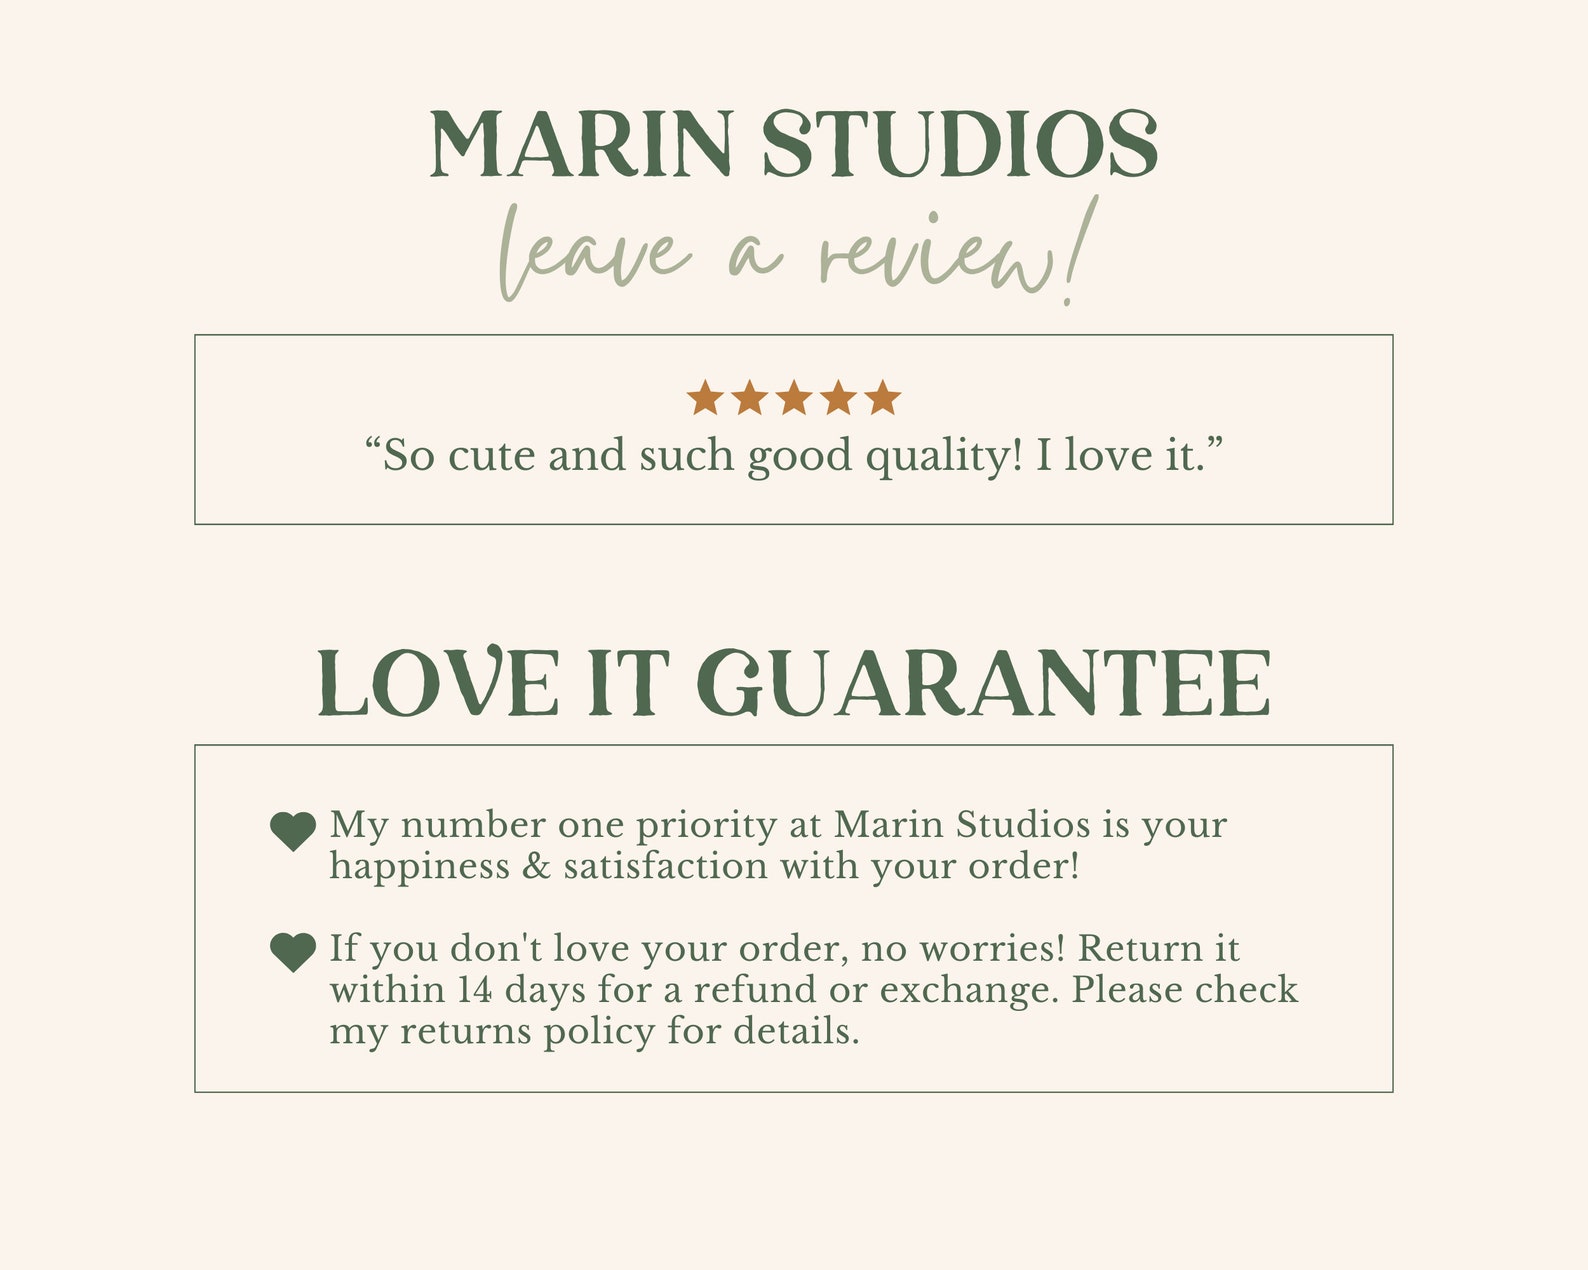 MARIN STUDIOS
leave a review!
“So cute and such good quality! I love it.”
LOVE IT GUARANTEE
My number one priority at Marin Studios is your
happiness & satisfaction with your order!
If you don't love your order, no worries! Return it
within 14 days for a refund or exchange. Please check
my returns policy for details.